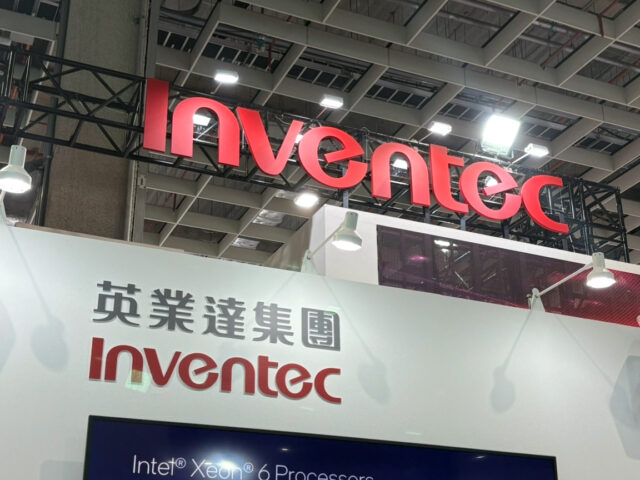 Inventec
英業達集團
Inventec
Intel® Xeon® 6 Processors